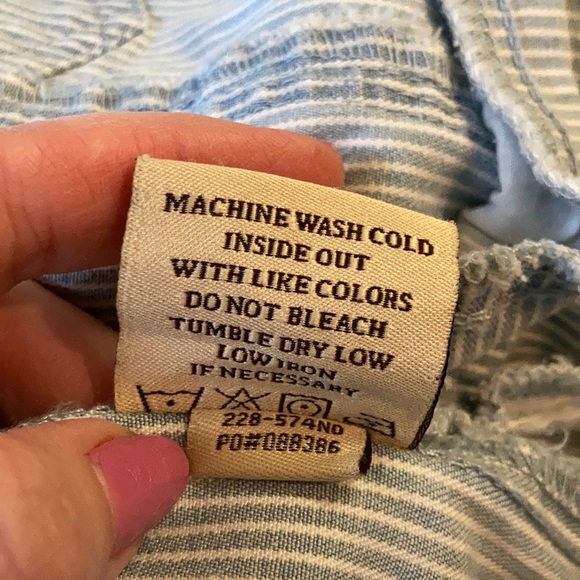 MACHINE WASH COLD
INSIDE OUT
WITH LIKE COLORS
DO NOT BLEACH
TUMBLE DRY LOW
LOW IRON
IF NECESSARY
228-574ND
PO#088386